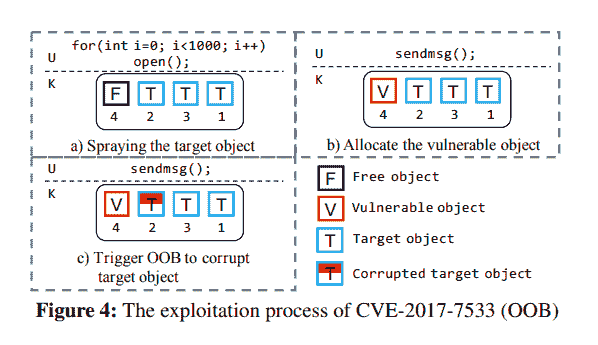 for(int i=0; i<1000; i++)
U open();
K
F T T T
4 2 3 1
a) Spraying the target object
U sendmsg();
K
V T T T
4 2 3 1
b) Allocate the vulnerable object
U sendmsg();
K
V T T T
4 2 3 1
c) Trigger OOB to corrupt
target object
F Free object
V Vulnerable object
T Target object
T Corrupted target object
Figure 4: The exploitation process of CVE-2017-7533 (OOB)